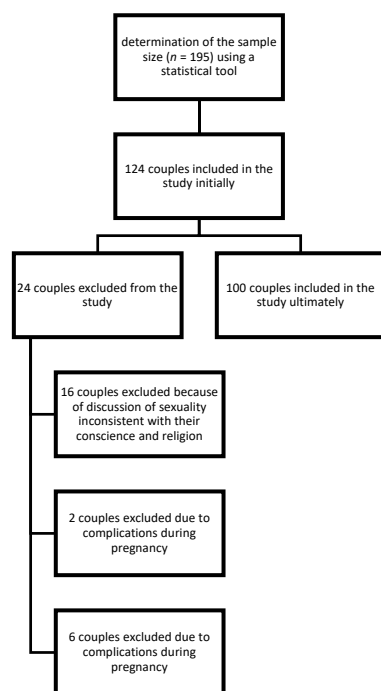 determination of the sample
size (n = 195) using a
statistical tool
124 couples included in the
study initially
24 couples excluded from the
study
100 couples included in the
study ultimately
16 couples excluded because
of discussion of sexuality
inconsistent with their
conscience and religion
2 couples excluded due to
complications during
pregnancy
6 couples excluded due to
complications during
pregnancy